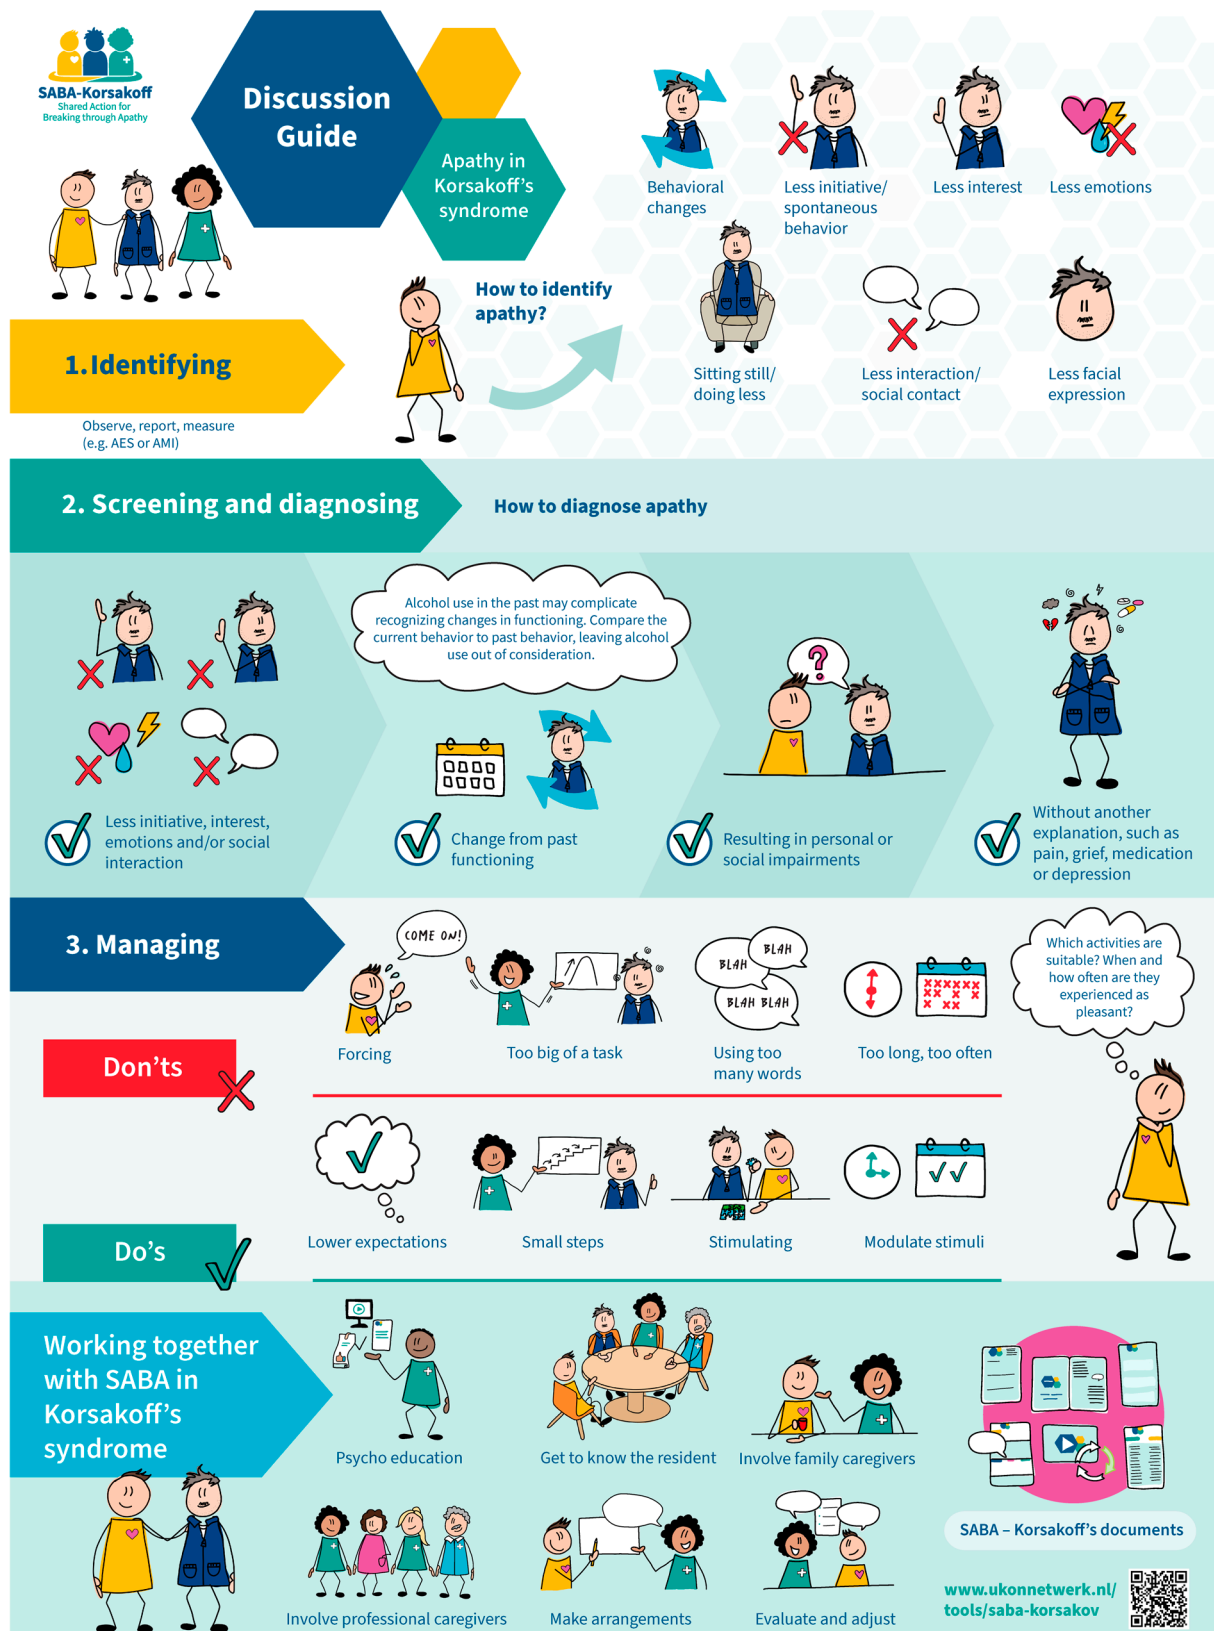 SABA-Korsakoff
Shared Action for
Breaking through Apathy
Discussion
Guide
Apathy in
Korsakoff's
syndrome
Behavioral
changes
Less initiative/
spontaneous
behavior
Less interest
Less emotions
How to identify
apathy?
Sitting still/
doing less
Less interaction/
social contact
Less facial
expression
1. Identifying
Observe, report, measure
(e.g. AES or AMI)
2. Screening and diagnosing
How to diagnose apathy
Alcohol use in the past may complicate
recognizing changes in functioning. Compare the
current behavior to past behavior, leaving alcohol
use out of consideration.
?
Less initiative, interest,
emotions and/or social
interaction
Change from past
functioning
Resulting in personal or
social impairments
Without another
explanation, such as
pain, grief, medication
or depression
3. Managing
COME ON!
BLAH
BLAH
BLAH BLAH
Which activities are
suitable? When and
how often are they
experienced as
pleasant?
Don'ts
Forcing
Too big of a task
Using too
many words
Too long, too often
Do's
Lower expectations
Small steps
Stimulating
Modulate stimuli
Working together
with SABA in
Korsakoff's
syndrome
Psycho education
Get to know the resident
Involve family caregivers
Involve professional caregivers
Make arrangements
Evaluate and adjust
SABA – Korsakoff's documents
www.ukonnetwerk.nl/
tools/saba-korsakov